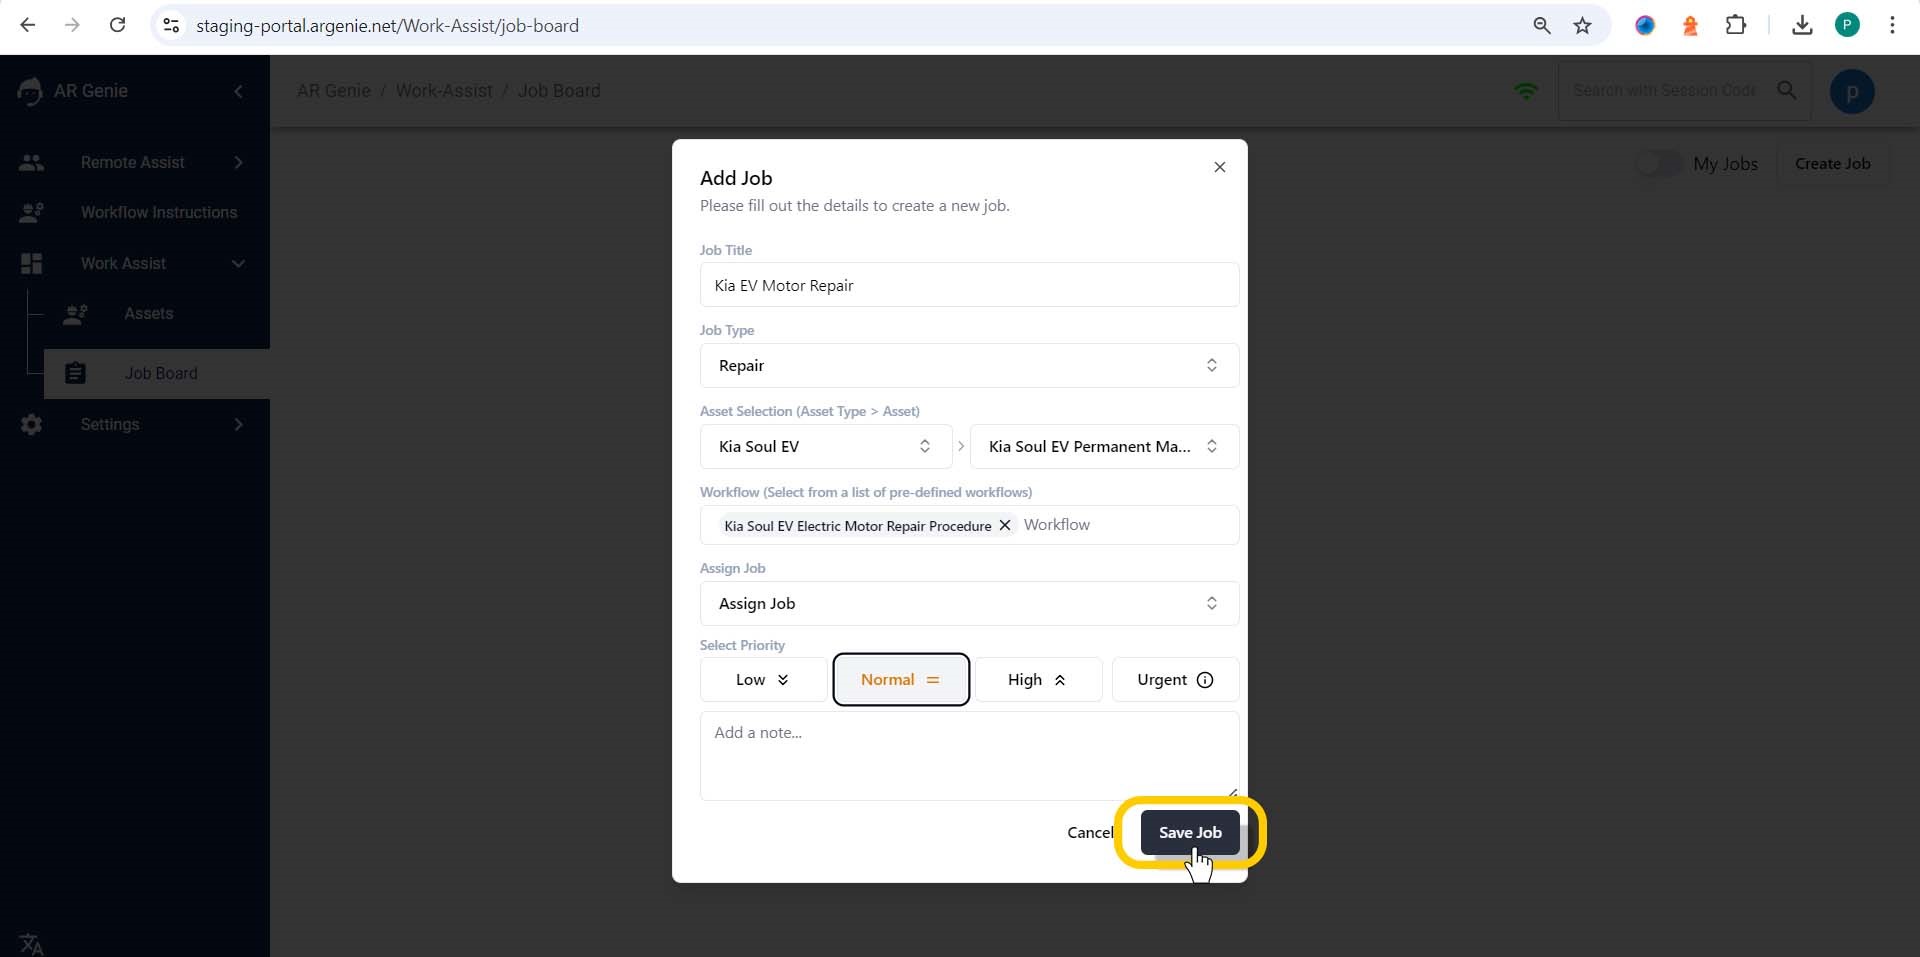 staging-portal.argenie.net/Work-Assist/job-board
P
AR Genie
AR Genie / Work-Assist / Job Board
Search with Session Code
p
Remote Assist
Workflow Instructions
Work Assist
Assets
Job Board
Settings
My Jobs
Create Job
Add Job
Please fill out the details to create a new job.
Job Title
Kia EV Motor Repair
Job Type
Repair
Asset Selection (Asset Type > Asset)
Kia Soul EV > Kia Soul EV Permanent Ma...
Workflow (Select from a list of pre-defined workflows)
Kia Soul EV Electric Motor Repair Procedure Workflow
Assign Job
Assign Job
Select Priority
Low Normal High Urgent
Add a note...
Cancel Save Job